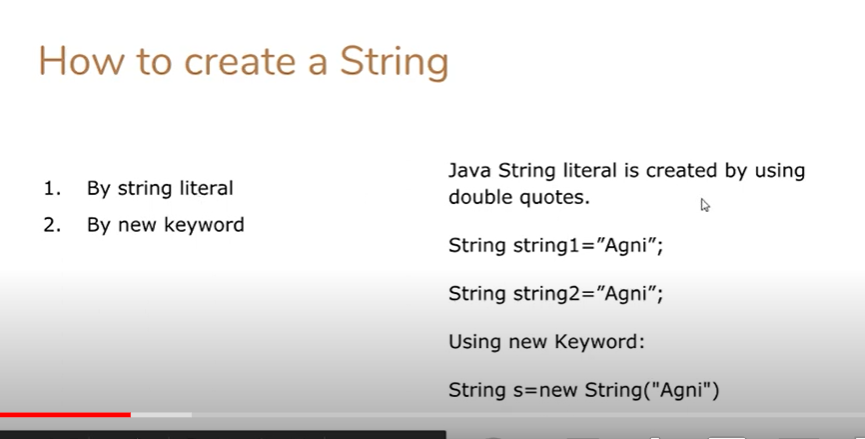 How to create a String
1. By string literal
2. By new keyword
Java String literal is created by using
double quotes.
String string1=”Agni”;
String string2=”Agni”;
Using new Keyword:
String s=new String("Agni")